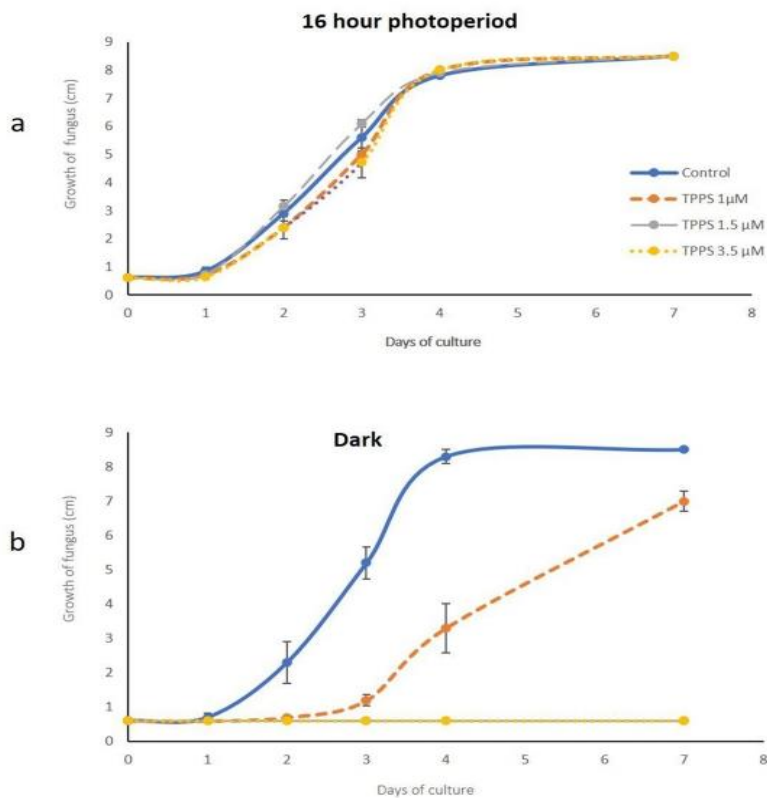 16 hour photoperiod
a
Growth of fungus (cm)
9
8
7
6
5
4
3
2
1
0
Control
TPPS 1µM
TPPS 1.5 µM
TPPS 3.5 µM
0 1 2 3 4 5 6 7 8
Days of culture
Dark
b
Growth of fungus (cm)
9
8
7
6
5
4
3
2
1
0
0 1 2 3 4 5 6 7 8
Days of culture